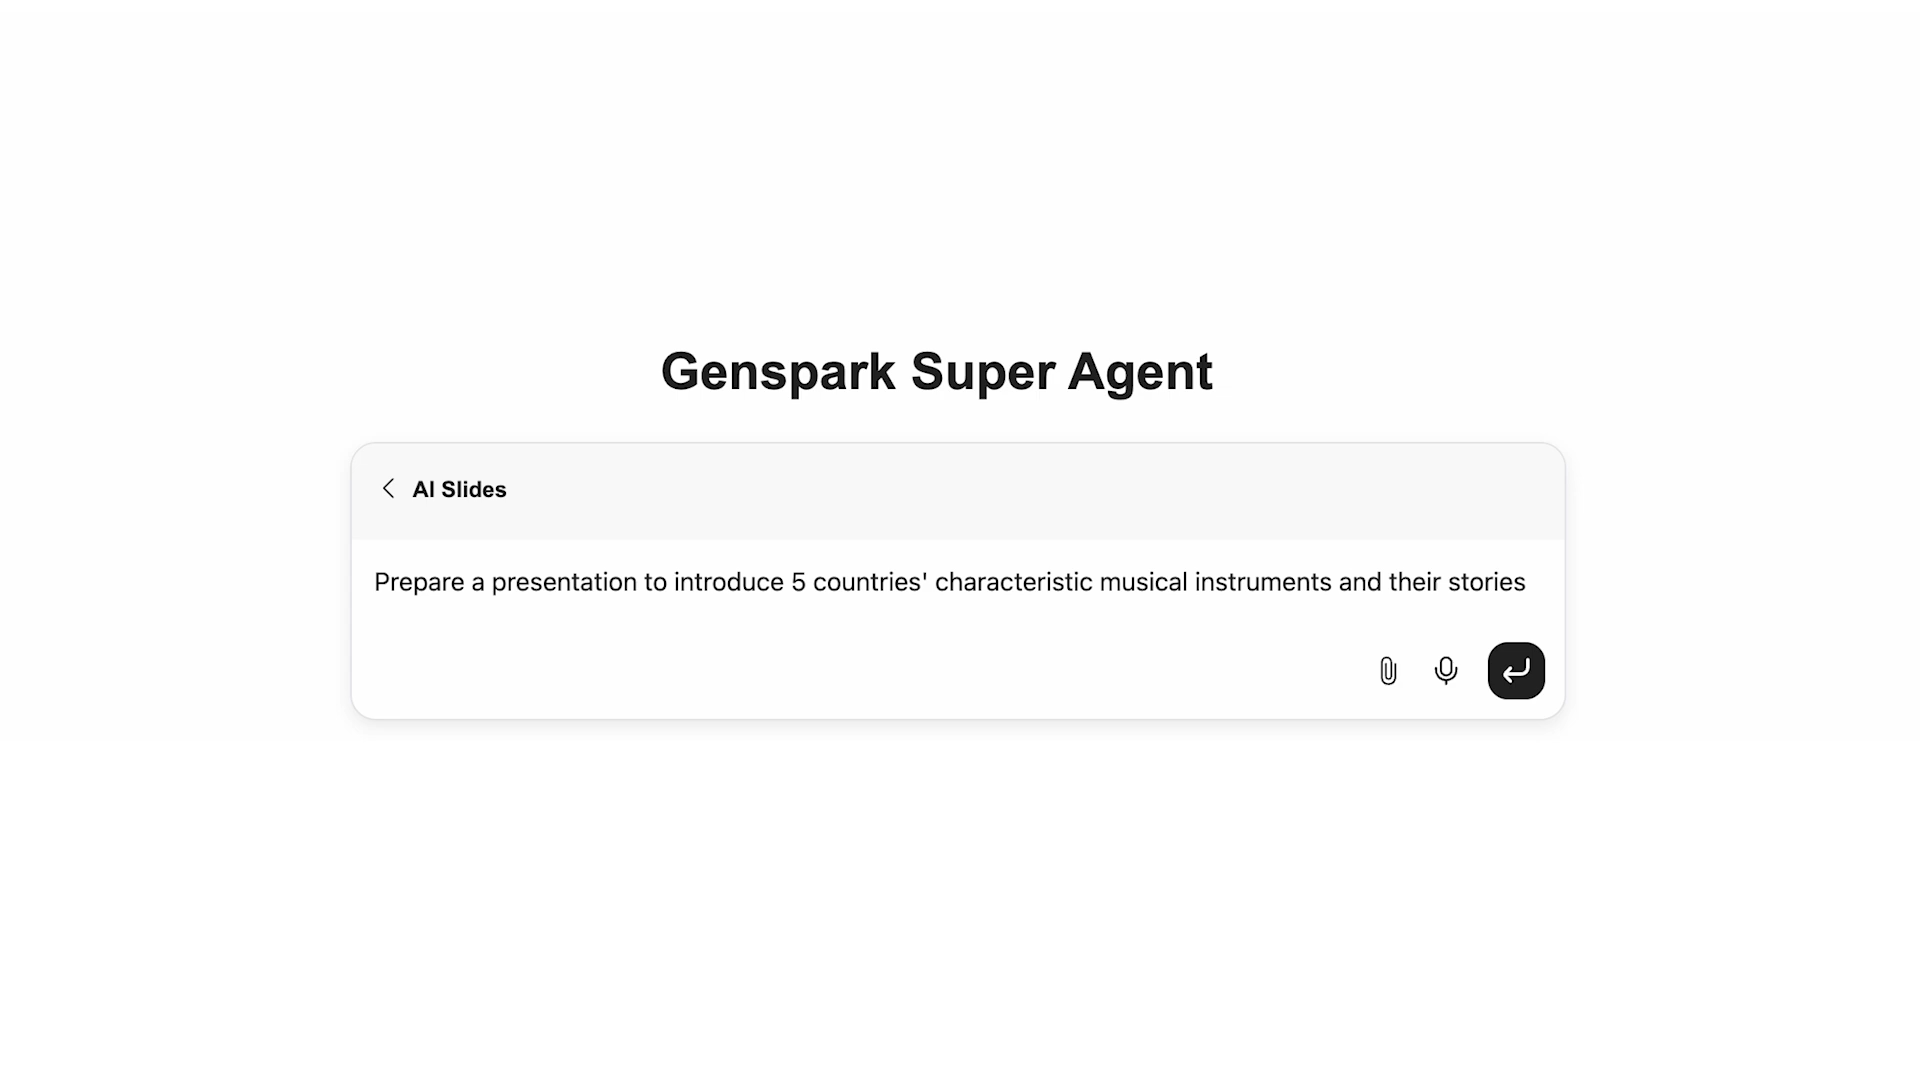 Genspark Super Agent
AI Slides
Prepare a presentation to introduce 5 countries' characteristic musical instruments and their stories